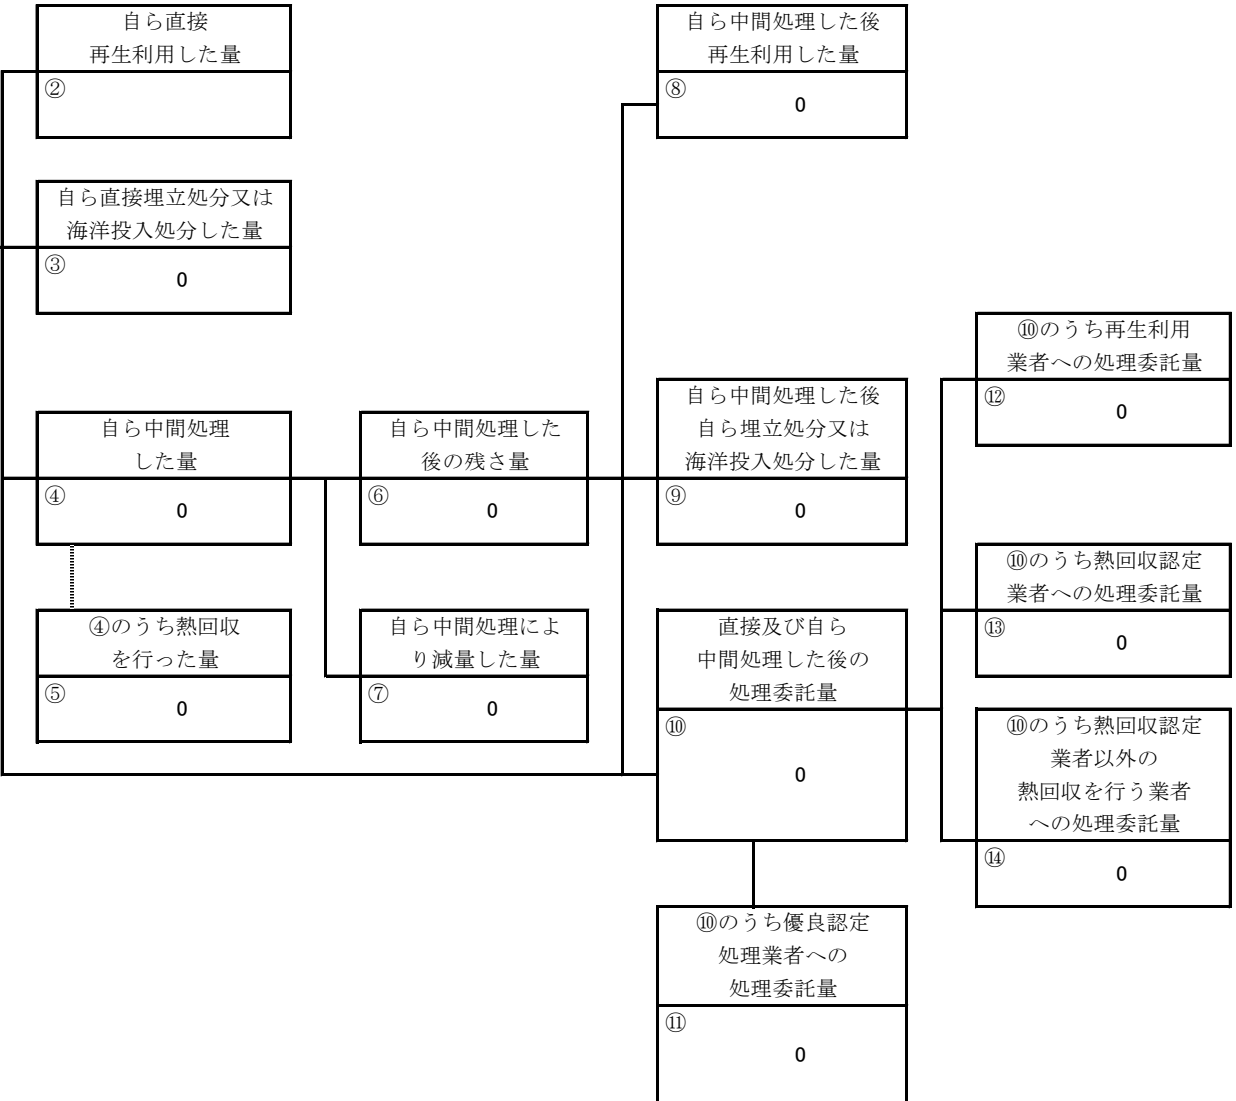 自ら直接
再生利用した量
②
自ら直接埋立処分又は
海洋投入処分した量
③
0
自ら中間処理
した量
④
0
④のうち熱回収
を行った量
⑤
0
自ら中間処理した
後の残さ量
⑥
0
自ら中間処理によ
り減量した量
⑦
0
自ら中間処理した後
再生利用した量
⑧
0
自ら中間処理した後
自ら埋立処分又は
海洋投入処分した量
⑨
0
直接及び自ら
中間処理した後の
処理委託量
⑩
0
⑩のうち優良認定
処理業者への
処理委託量
⑪
0
⑩のうち再生利用
業者への処理委託量
⑫
0
⑩のうち熱回収認定
業者への処理委託量
⑬
0
⑩のうち熱回収認定
業者以外の
熱回収を行う業者
への処理委託量
⑭
0